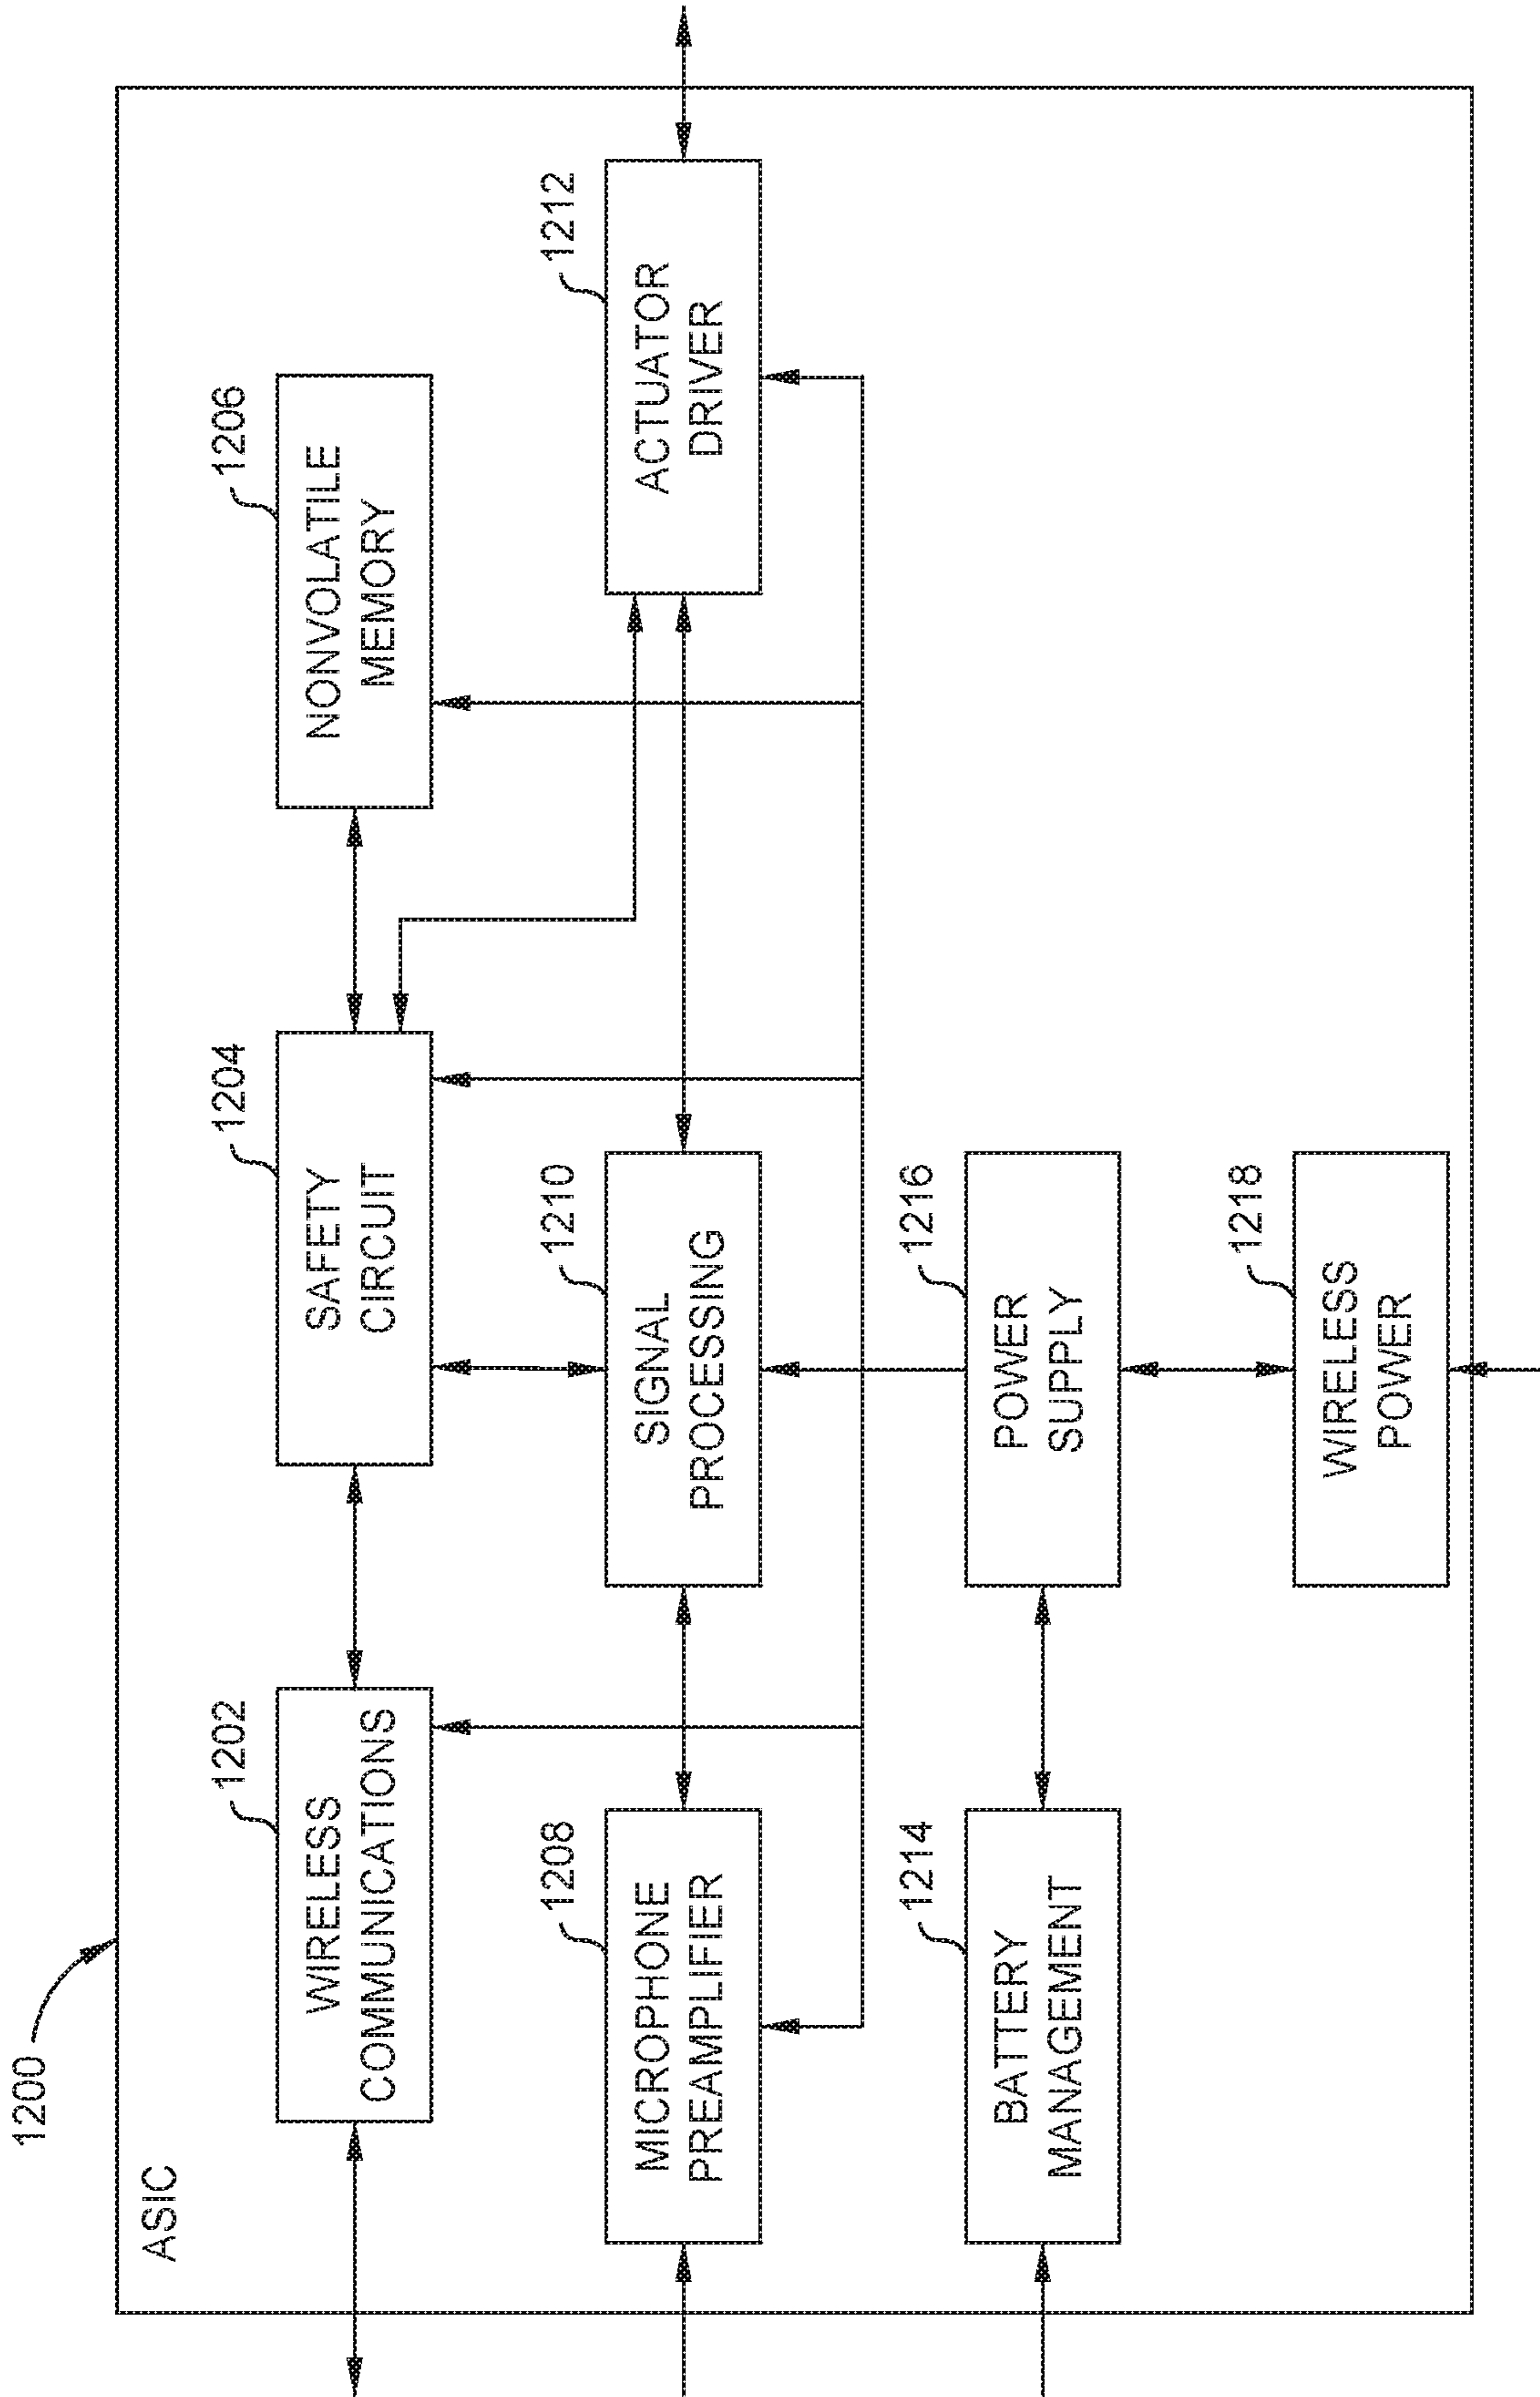 1200
ASIC
1202
WIRELESS
COMMUNICATIONS
1204
SAFETY
CIRCUIT
1206
NONVOLATILE
MEMORY
1208
MICROPHONE
PREAMPLIFIER
1210
SIGNAL
PROCESSING
1212
ACTUATOR
DRIVER
1214
BATTERY
MANAGEMENT
1216
POWER
SUPPLY
1218
WIRELESS
POWER